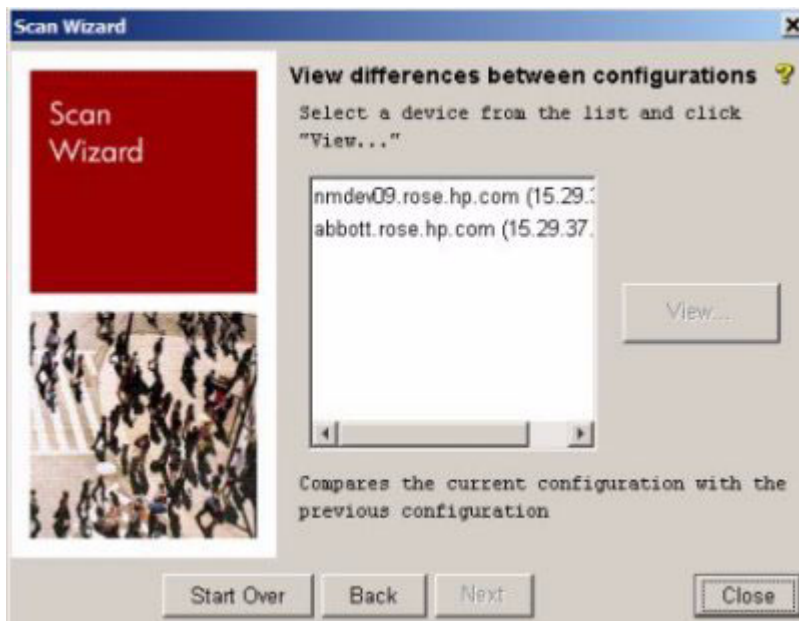 Scan Wizard
Scan
Wizard
View differences between configurations ?
Select a device from the list and click
"View..."
nmdev09.rose.hp.com (15.29.
abbott.rose.hp.com (15.29.37.
View...
Compares the current configuration with the
previous configuration
Start Over Back Next Close